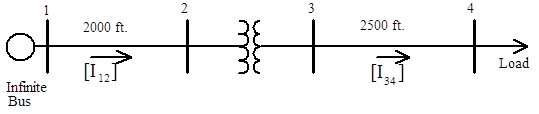 1
2000 ft.
2
3
2500 ft.
4
[I12]
[I34]
Load
Infinite
Bus